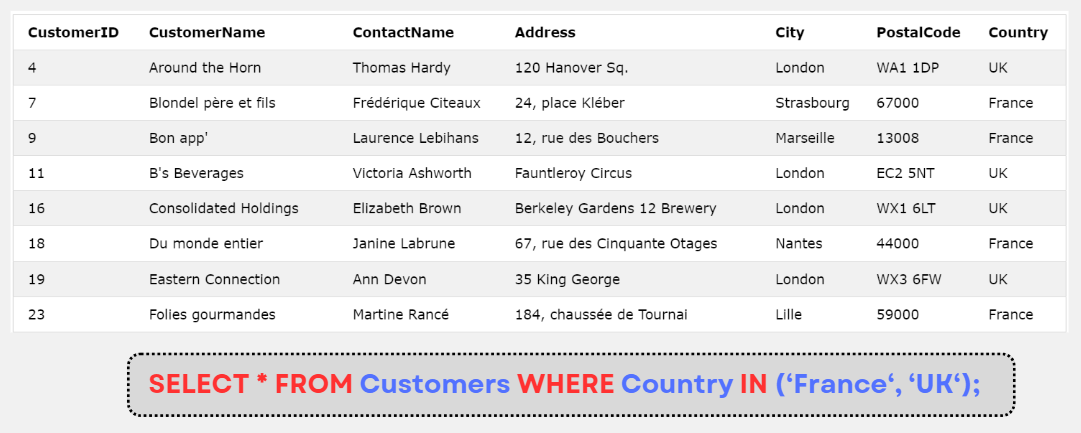 CustomerID CustomerName ContactName Address City PostalCode Country
4 Around the Horn Thomas Hardy 120 Hanover Sq. London WA1 1DP UK
7 Blondel père et fils Frédérique Citeaux 24, place Kléber Strasbourg 67000 France
9 Bon app' Laurence Lebihans 12, rue des Bouchers Marseille 13008 France
11 B's Beverages Victoria Ashworth Fauntleroy Circus London EC2 5NT UK
16 Consolidated Holdings Elizabeth Brown Berkeley Gardens 12 Brewery London WX1 6LT UK
18 Du monde entier Janine Labrune 67, rue des Cinquante Otages Nantes 44000 France
19 Eastern Connection Ann Devon 35 King George London WX3 6FW UK
23 Folies gourmandes Martine Rancé 184, chaussée de Tournai Lille 59000 France
SELECT * FROM Customers WHERE Country IN (‘France‘, ‘UK‘);